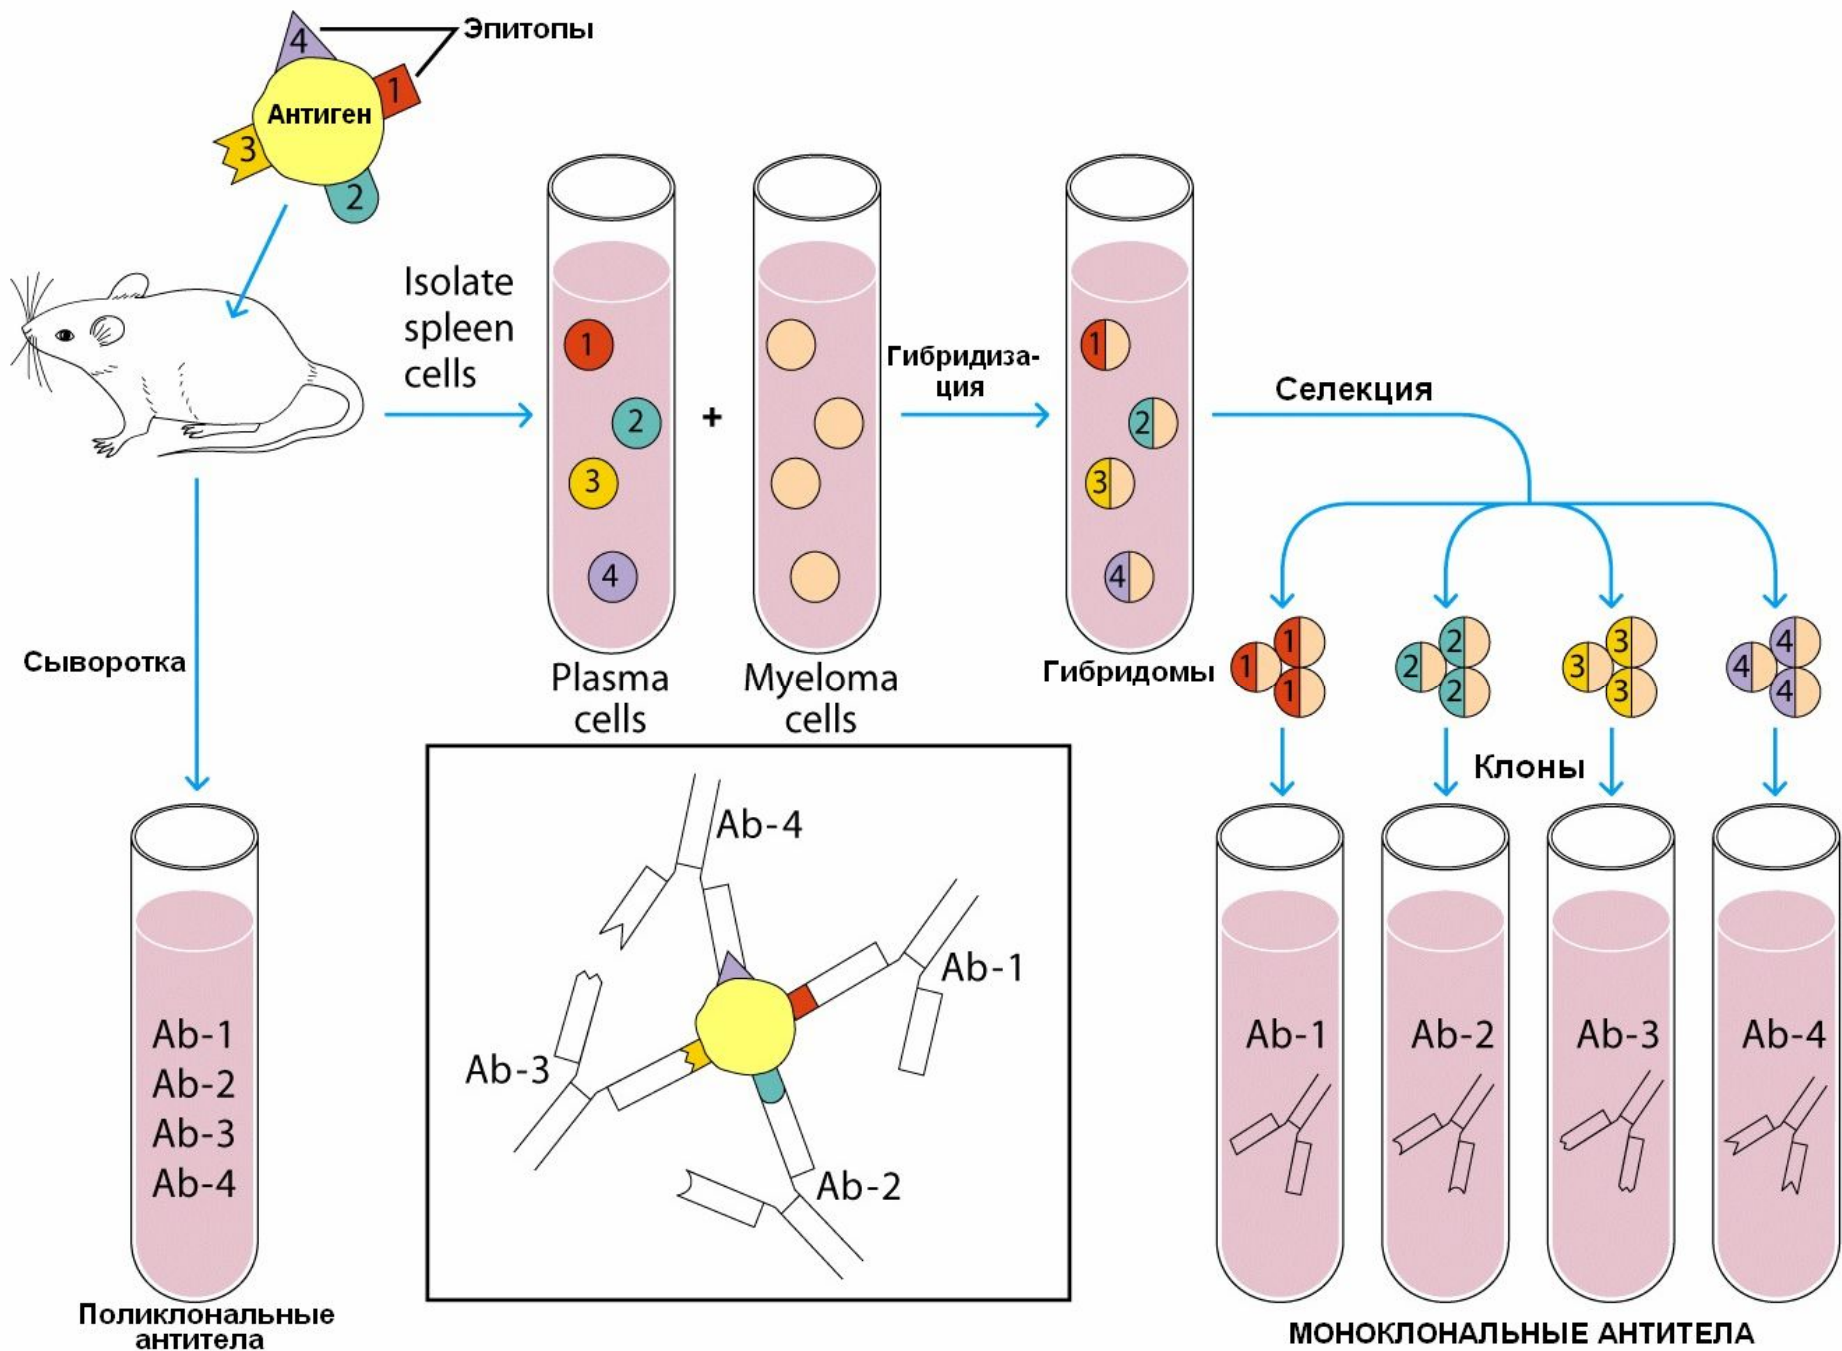 4
Эпитопы
1
Антиген
3
2
Isolate
spleen
cells
1
2
3
4
+
Гибридиза-
ция
1
2
3
4
Селекция
Plasma
cells
Myeloma
cells
Гибридомы
1
1
1
2
2
2
3
3
3
4
4
4
Клоны
Сыворотка
Ab-1
Ab-2
Ab-3
Ab-4
Поликлональные
антитела
Ab-4
Ab-1
Ab-3
Ab-2
Ab-1
Ab-2
Ab-3
Ab-4
МОНОКЛОНАЛЬНЫЕ АНТИТЕЛА